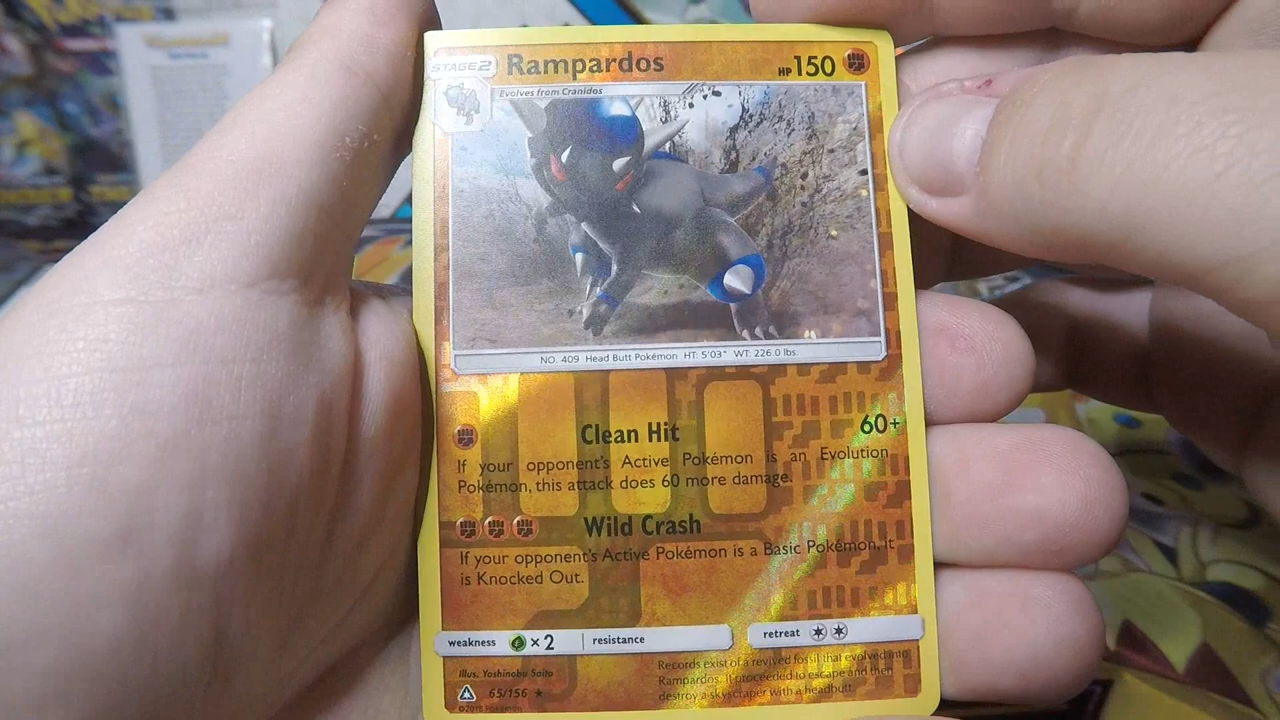 STAGE2 Rampardos HP 150
Evolves from Cranidos
NO. 409 Head Butt Pokémon HT: 5'03" WT: 226.0 lbs.
Clean Hit 60+
If your opponent's Active Pokémon is an Evolution
Pokémon, this attack does 60 more damage.
Wild Crash
If your opponent's Active Pokémon is a Basic Pokémon, it
is Knocked Out.
weakness × 2 resistance retreat
Illus. Yoshinobu Saito
65/156 ★
©2018 Pokémon
Records exist of a revived fossil that evolved into
Rampardos. It proceeded to escape and then
destroy a skyscraper with a headbutt.